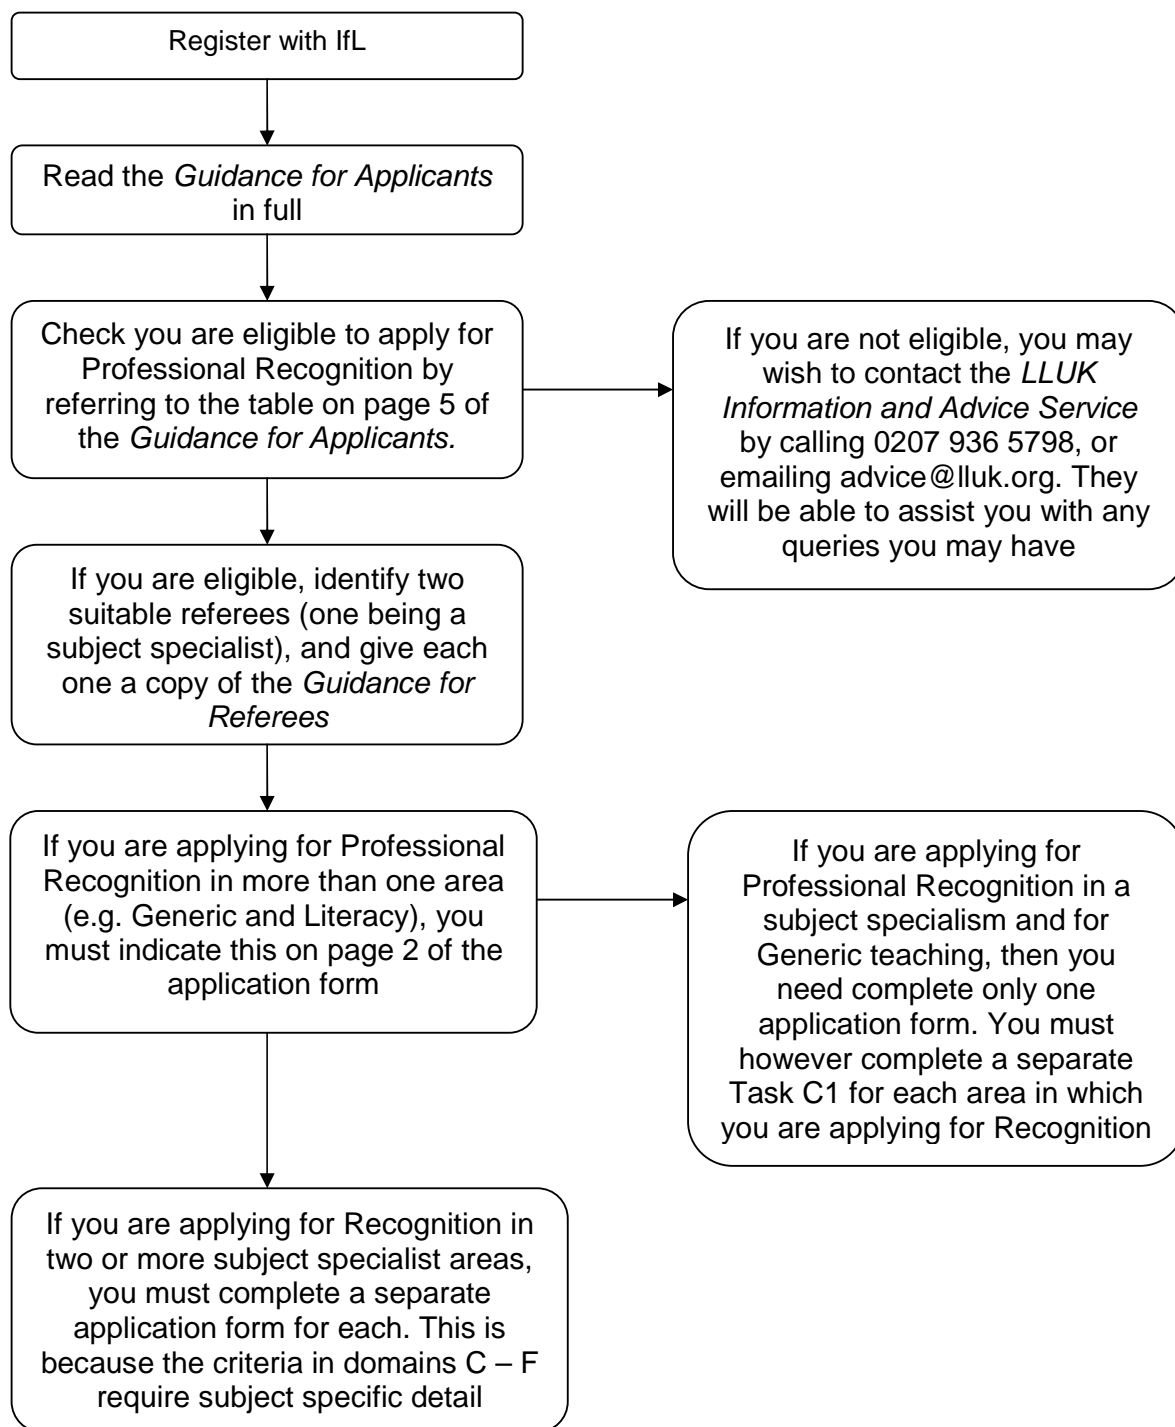 Register with IfL
Read the Guidance for Applicants
in full
Check you are eligible to apply for
Professional Recognition by
referring to the table on page 5 of
the Guidance for Applicants.
If you are not eligible, you may
wish to contact the LLUK
Information and Advice Service
by calling 0207 936 5798, or
emailing advice@lluk.org. They
will be able to assist you with any
queries you may have
If you are eligible, identify two
suitable referees (one being a
subject specialist), and give each
one a copy of the Guidance for
Referees
If you are applying for Professional
Recognition in more than one area
(e.g. Generic and Literacy), you
must indicate this on page 2 of the
application form
If you are applying for
Professional Recognition in a
subject specialism and for
Generic teaching, then you
need complete only one
application form. You must
however complete a separate
Task C1 for each area in which
you are applying for Recognition
If you are applying for Recognition in
two or more subject specialist areas,
you must complete a separate
application form for each. This is
because the criteria in domains C – F
require subject specific detail